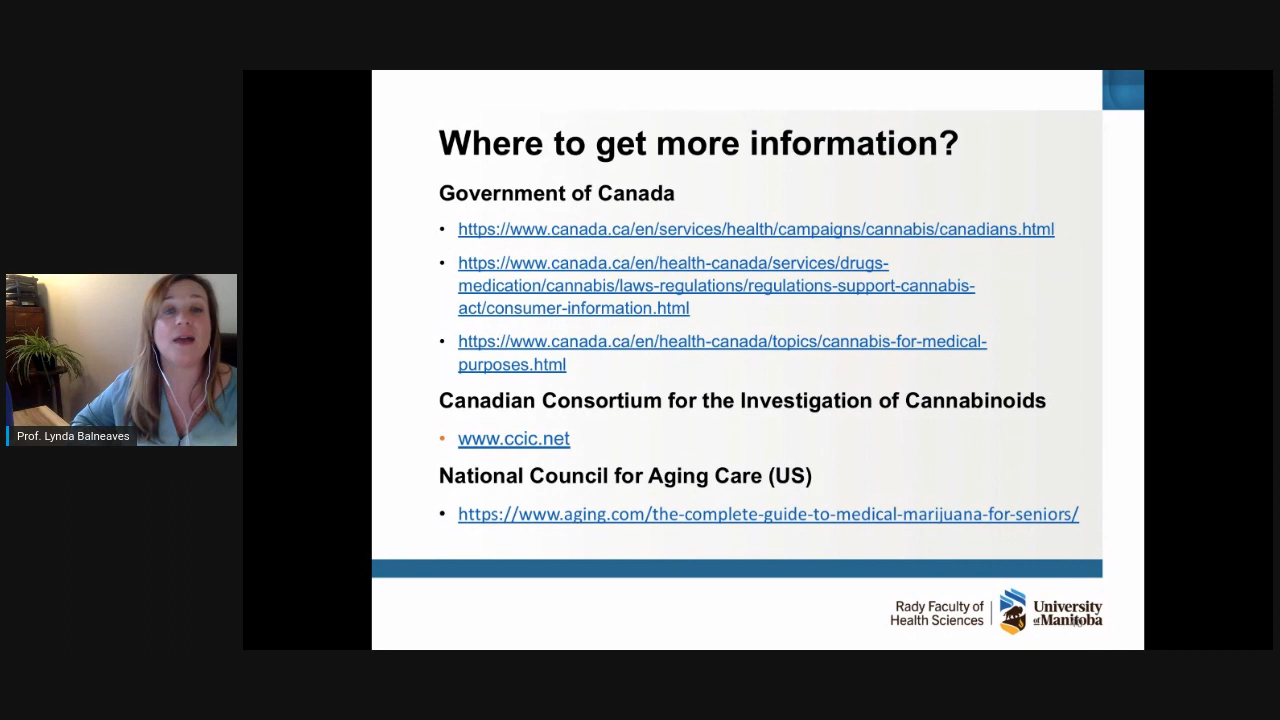 Where to get more information?
Government of Canada
• https://www.canada.ca/en/services/health/campaigns/cannabis/canadians.html
• https://www.canada.ca/en/health-canada/services/drugs-
medication/cannabis/laws-regulations/regulations-support-cannabis-
act/consumer-information.html
• https://www.canada.ca/en/health-canada/topics/cannabis-for-medical-
purposes.html
Canadian Consortium for the Investigation of Cannabinoids
• www.ccic.net
National Council for Aging Care (US)
• https://www.aging.com/the-complete-guide-to-medical-marijuana-for-seniors/
Prof. Lynda Balneaves
Rady Faculty of
Health Sciences
University
of Manitoba